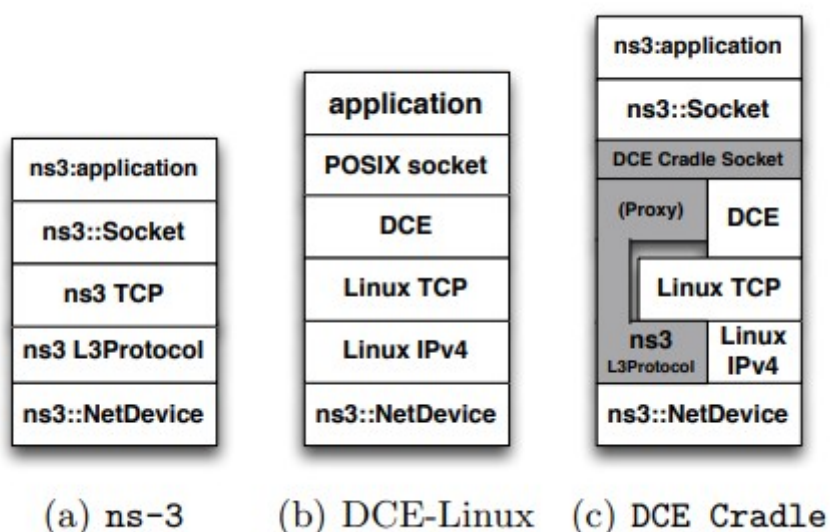 ns3:application
ns3::Socket
ns3 TCP
ns3 L3Protocol
ns3::NetDevice
(a) ns-3
application
POSIX socket
DCE
Linux TCP
Linux IPv4
ns3::NetDevice
(b) DCE-Linux
ns3:application
ns3::Socket
DCE Cradle Socket
(Proxy)
DCE
Linux TCP
ns3
L3Protocol
Linux
IPv4
ns3::NetDevice
(c) DCE Cradle